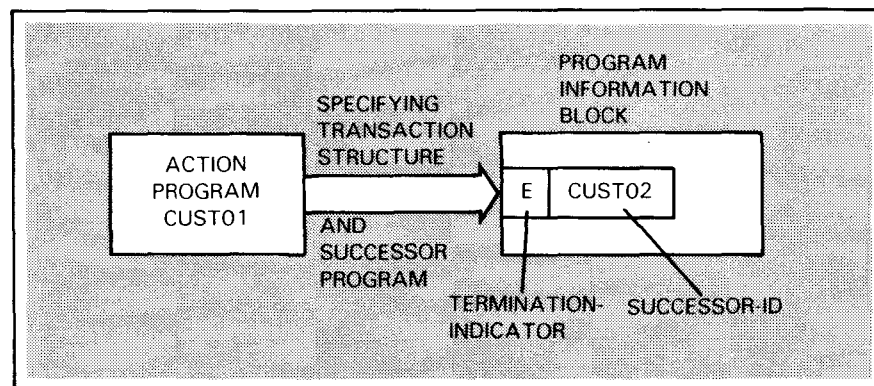 PROGRAM
INFORMATION
BLOCK
SPECIFYING
TRANSACTION
STRUCTURE
ACTION
PROGRAM
CUST01
E
CUST02
AND
SUCCESSOR
PROGRAM
TERMINATION-
INDICATOR
SUCCESSOR-ID